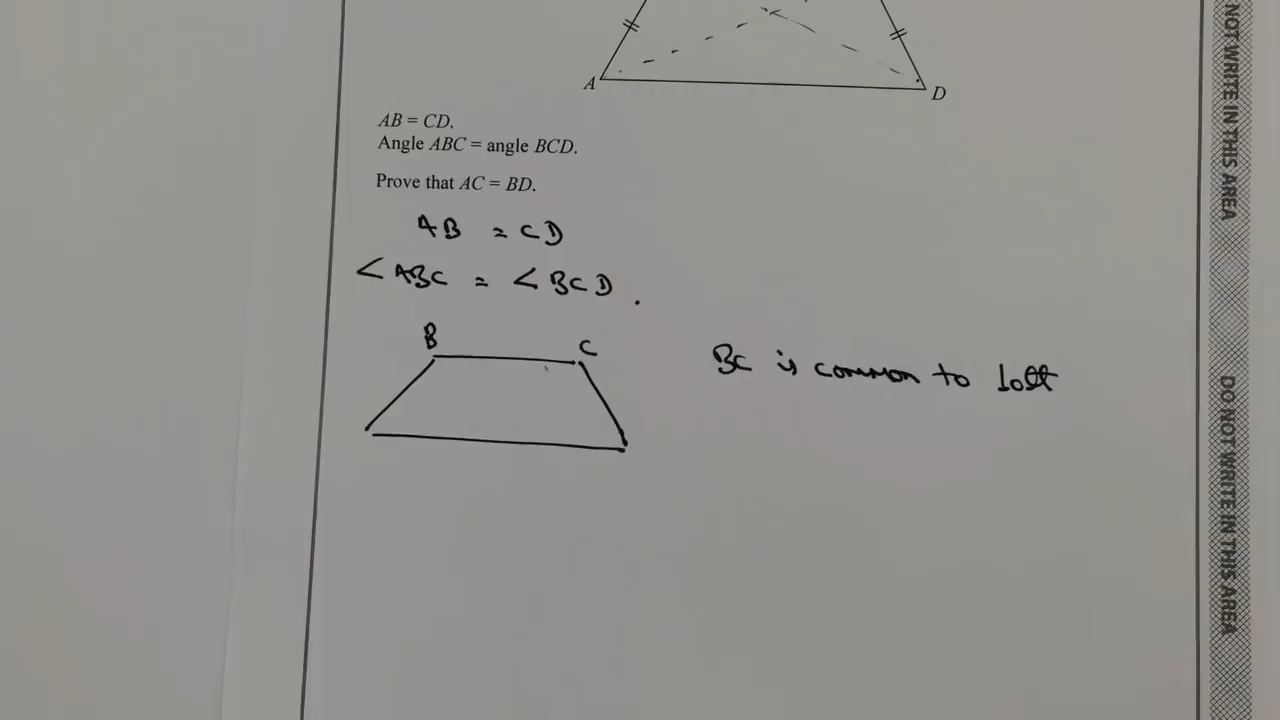 A
D
AB = CD.
Angle ABC = angle BCD.
Prove that AC = BD.
AB = CD
∠ABC = ∠BCD.
B
C
BC is common to both
NOT WRITE IN THIS AREA
DO NOT WRITE IN THIS AREA